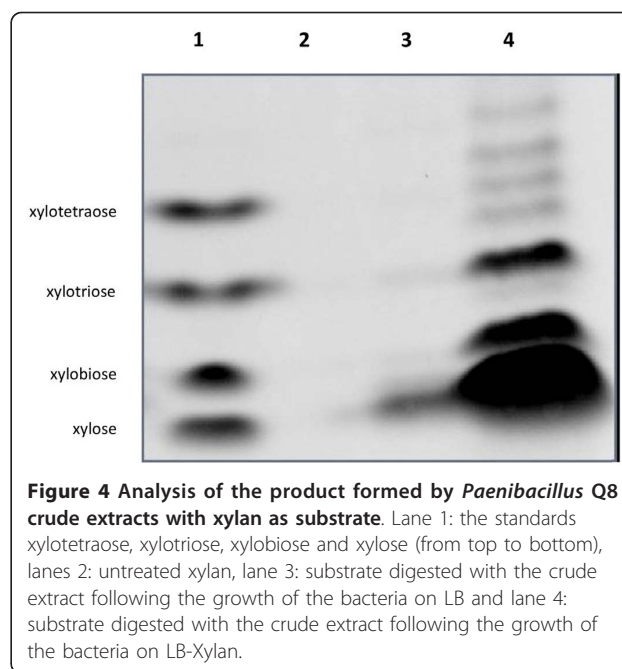 1 2 3 4
xylotetraose
xylotriose
xylobiose
xylose
Figure 4 Analysis of the product formed by Paenibacillus Q8
crude extracts with xylan as substrate. Lane 1: the standards
xylotetraose, xylotriose, xylobiose and xylose (from top to bottom),
lanes 2: untreated xylan, lane 3: substrate digested with the crude
extract following the growth of the bacteria on LB and lane 4:
substrate digested with the crude extract following the growth of
the bacteria on LB-Xylan.